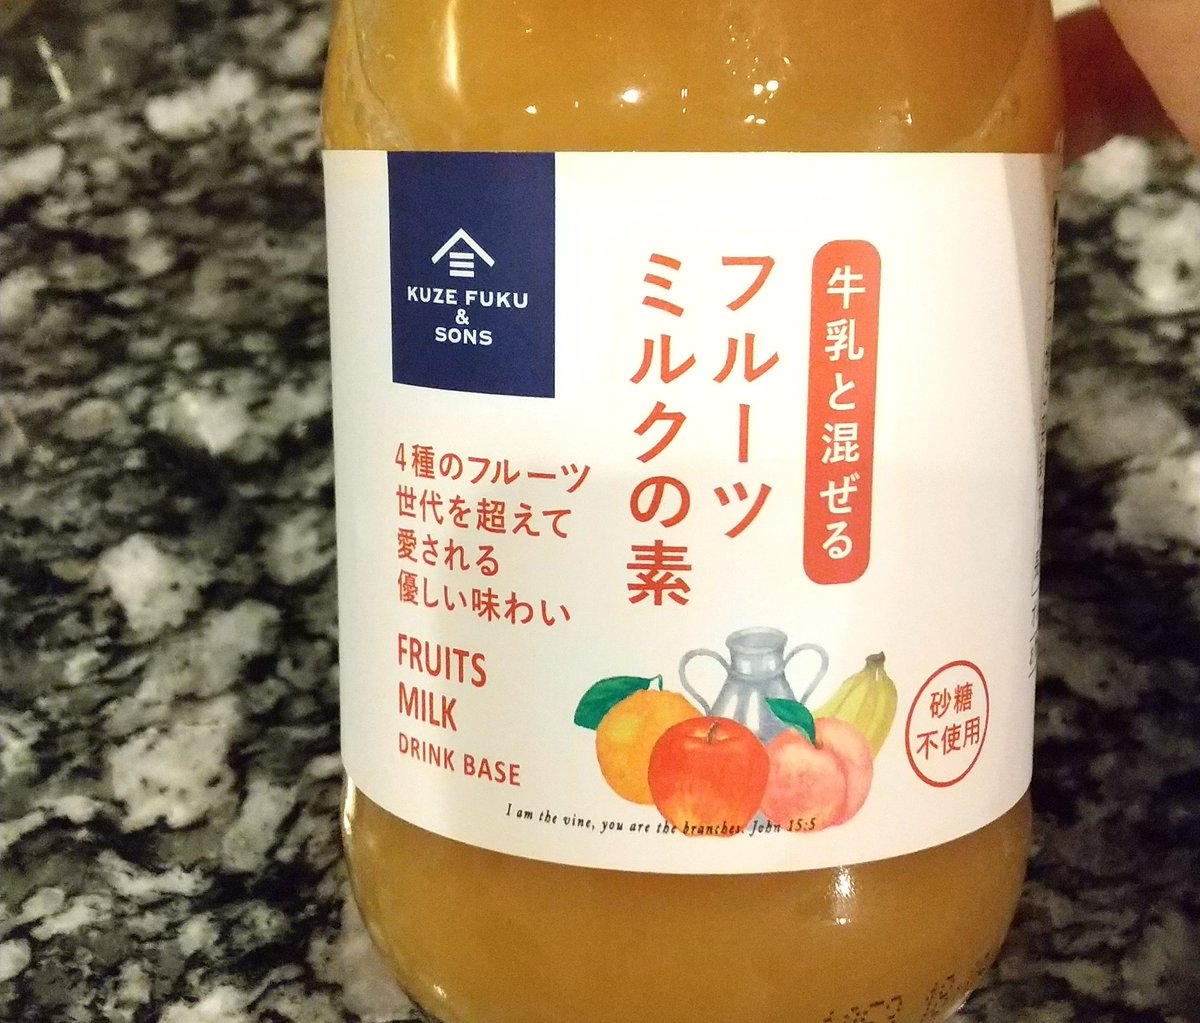 KUZE FUKU
&
SONS
牛乳と混ぜる
フルーツ
ミルクの素
4種のフルーツ
世代を超えて
愛される
優しい味わい
FRUITS
MILK
DRINK BASE
砂糖
不使用
I am the vine, you are the branches. John 15:5